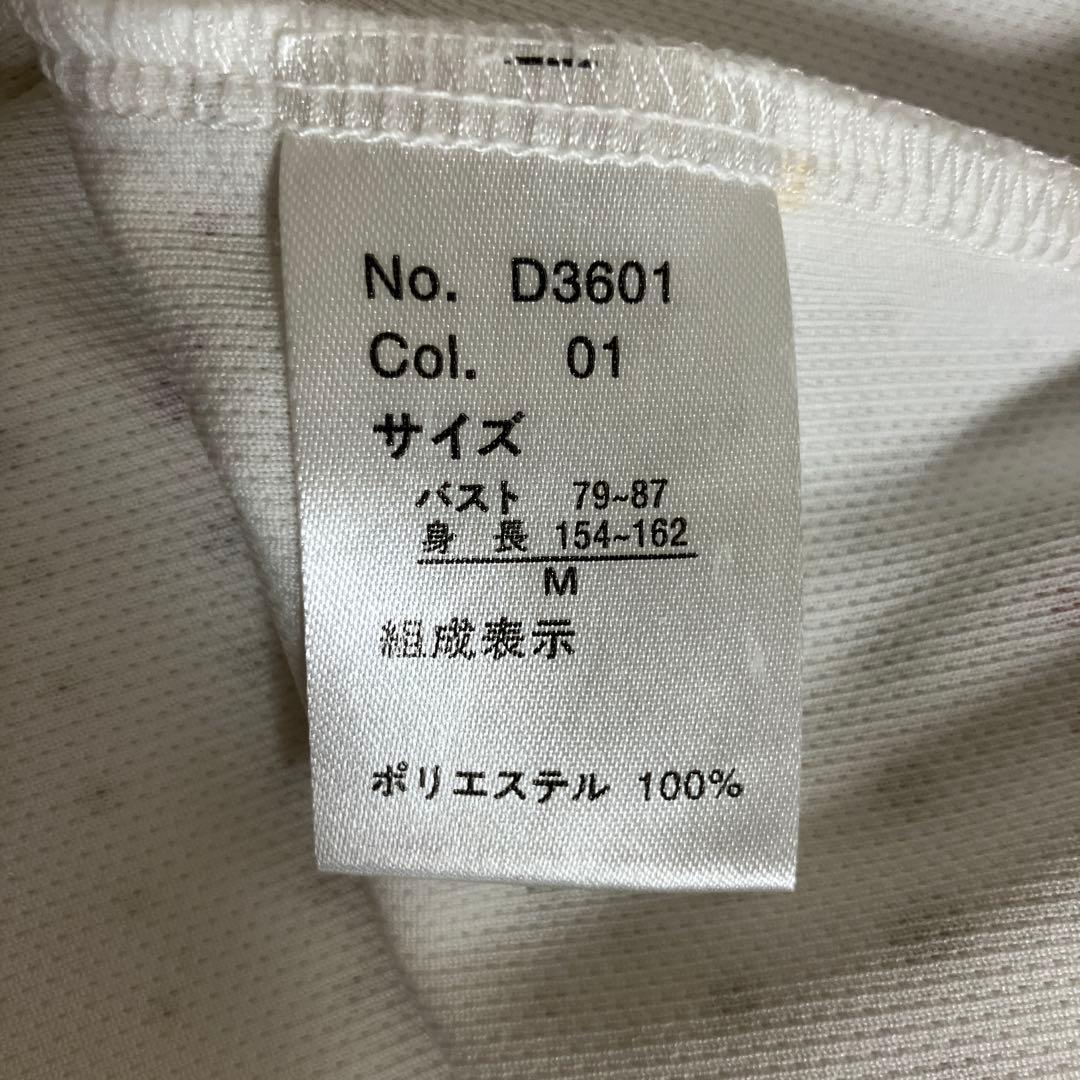 No. D3601
Col. 01
サイズ
バスト 79~87
身長 154~162
M
組成表示
ポリエステル 100%